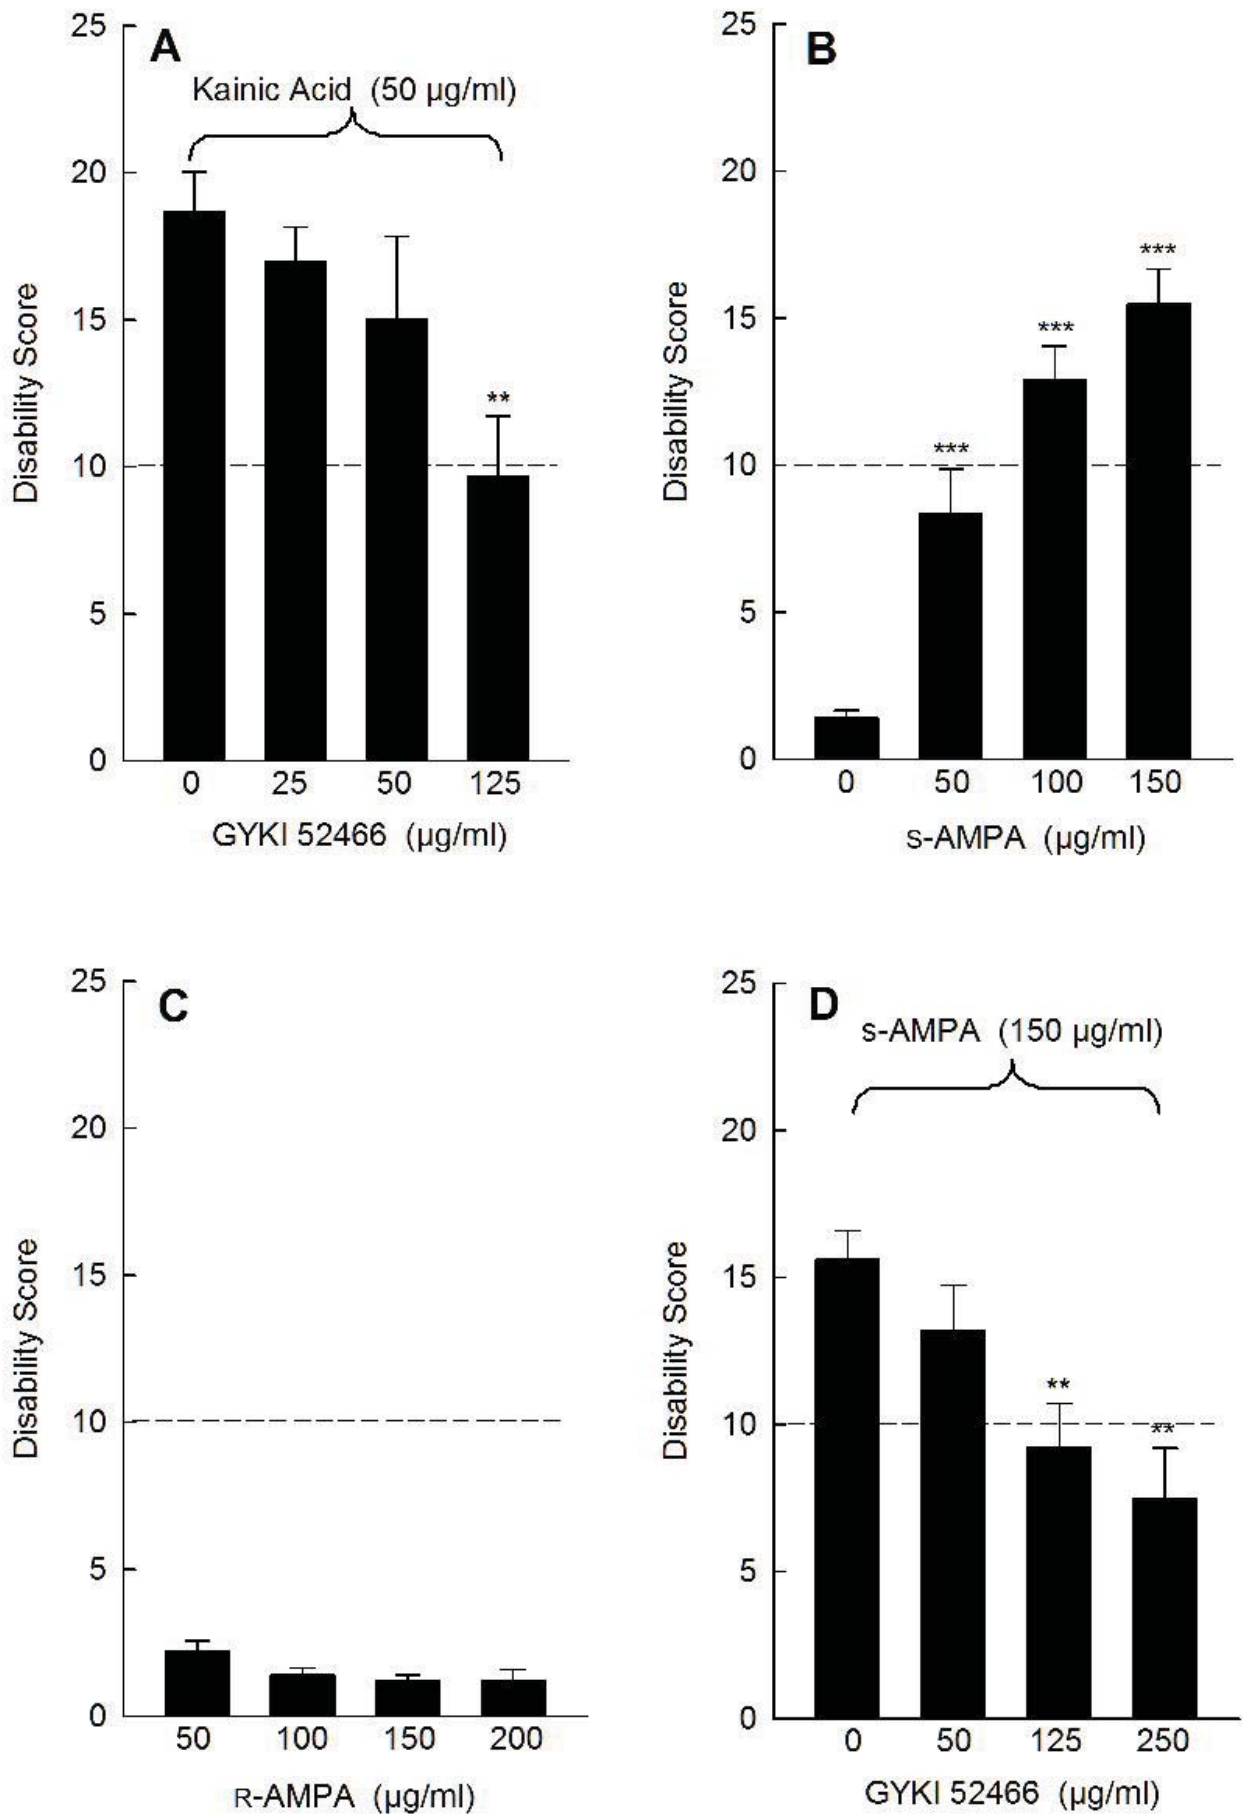 A
Kainic Acid (50 µg/ml)
25
20
15
10
5
0
**
Disability Score
0 25 50 125
GYKI 52466 (µg/ml)
B
25
20
15
10
5
0
***
***
***
Disability Score
0 50 100 150
S-AMPA (µg/ml)
C
25
20
15
10
5
0
Disability Score
50 100 150 200
R-AMPA (µg/ml)
D
S-AMPA (150 µg/ml)
25
20
15
10
5
0
**
**
Disability Score
0 50 125 250
GYKI 52466 (µg/ml)